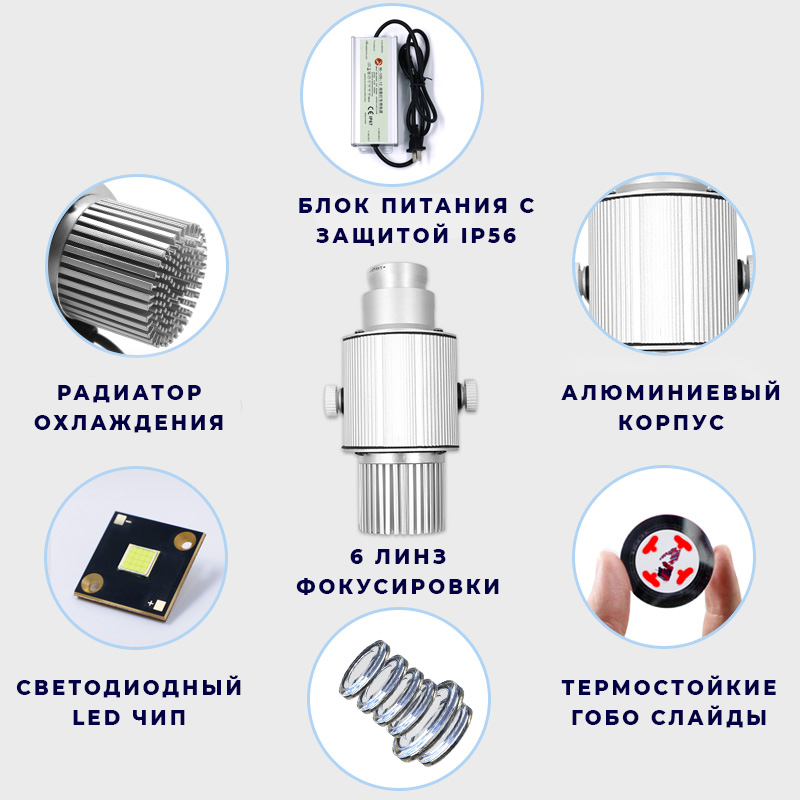 БЛОК ПИТАНИЯ С
ЗАЩИТОЙ IP56
РАДИАТОР
ОХЛАЖДЕНИЯ
АЛЮМИНИЕВЫЙ
КОРПУС
6 ЛИНЗ
ФОКУСИРОВКИ
СВЕТОДИОДНЫЙ
LED ЧИП
ТЕРМОСТОЙКИЕ
ГОБО СЛАЙДЫ